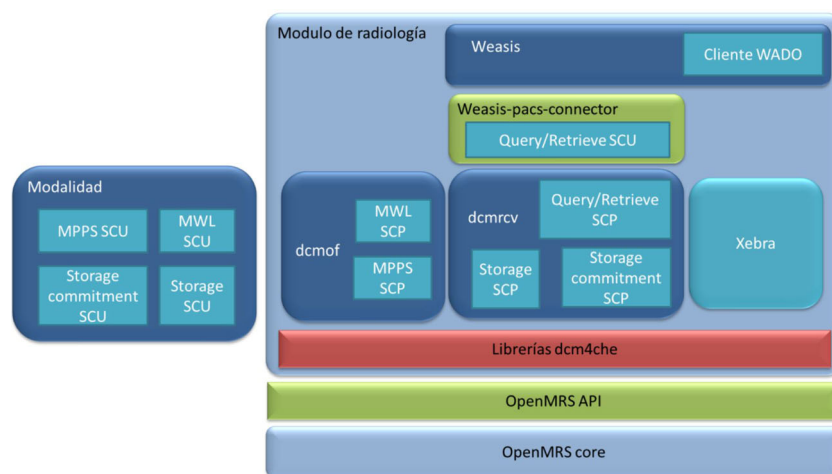 Modulo de radiología
Weasis
Cliente WADO
Weasis-pacs-connector
Query/Retrieve SCU
Modalidad
MPPS SCU
MWL
SCU
Storage
commitment
SCU
Storage
SCU
dcmof
MWL
SCP
MPPS
SCP
dcmrcv
Query/Retrieve
SCP
Storage
SCP
Storage
commitment
SCP
Xebra
Librerías dcm4che
OpenMRS API
OpenMRS core